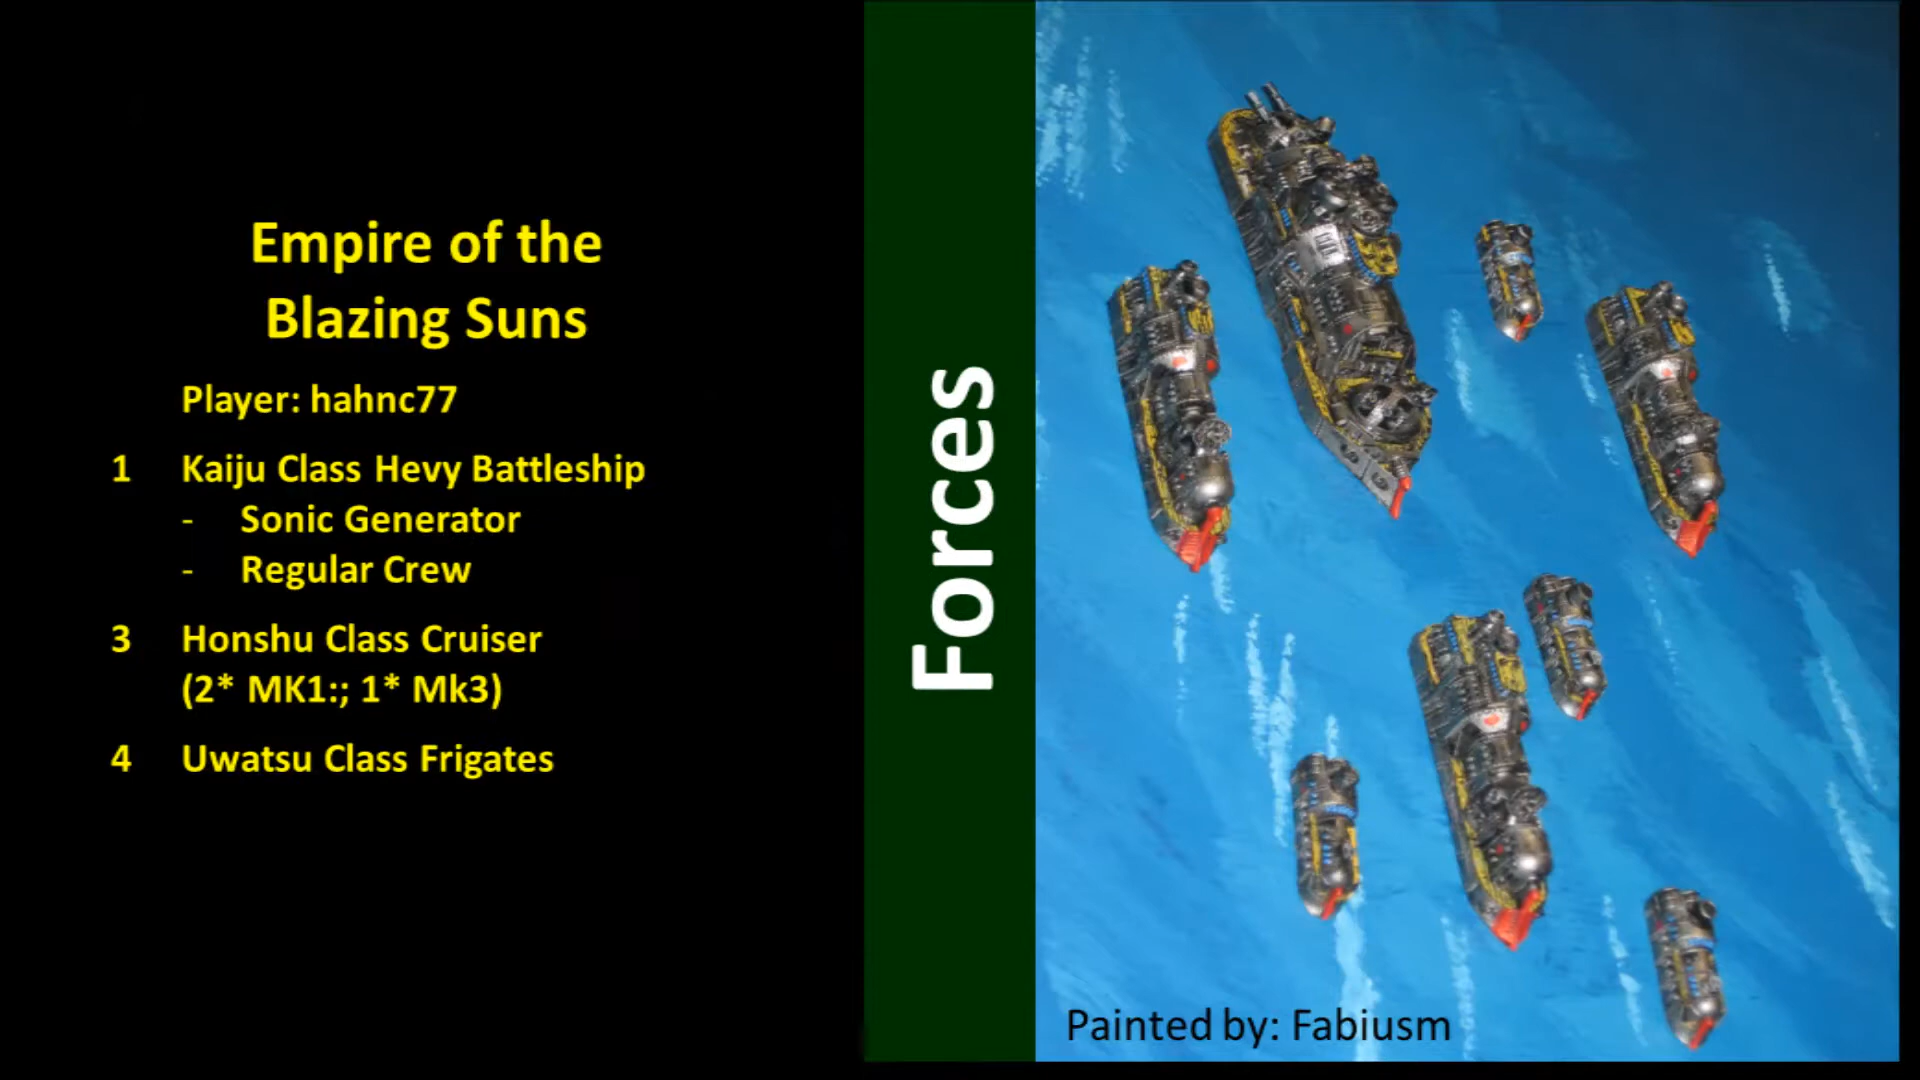 Empire of the
Blazing Suns
Player: hahnc77
1 Kaiju Class Hevy Battleship
- Sonic Generator
- Regular Crew
3 Honshu Class Cruiser
(2* MK1:; 1* Mk3)
4 Uwatsu Class Frigates
Forces
Painted by: Fabiusm